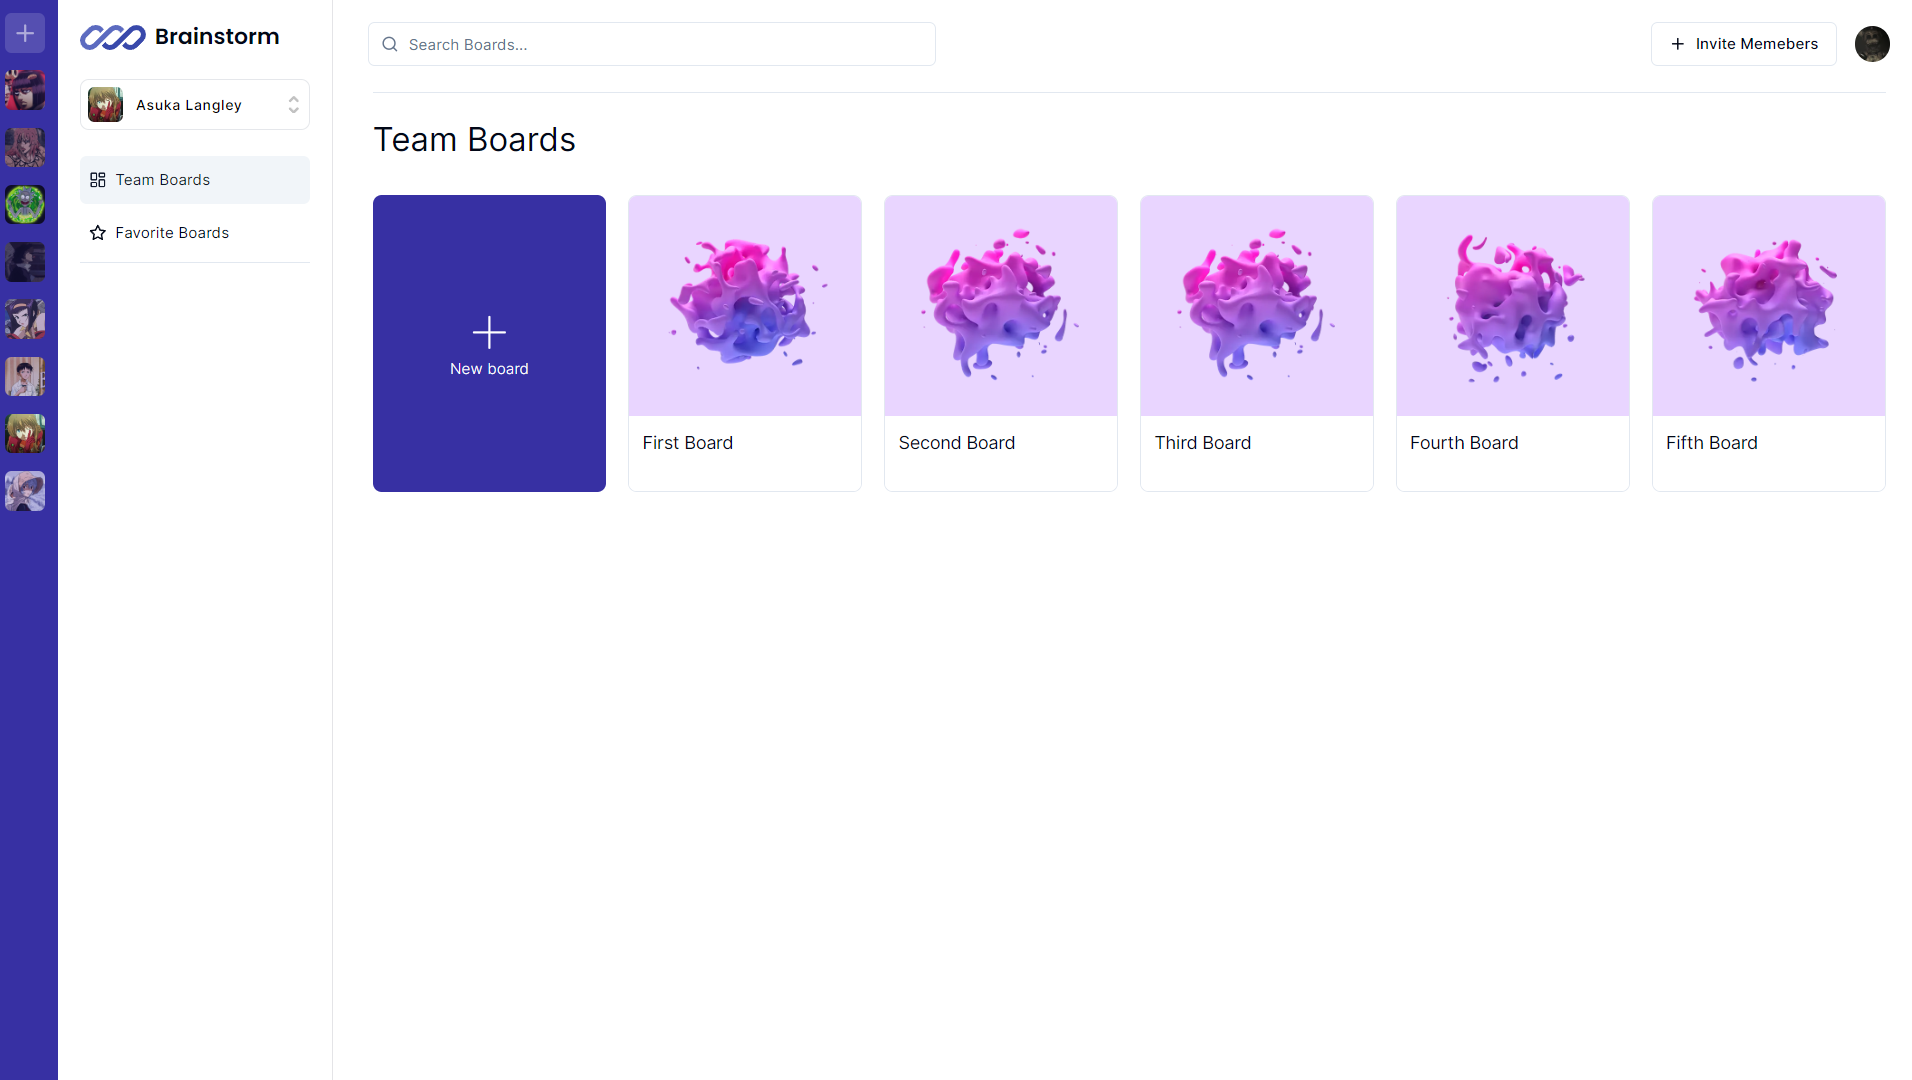 Brainstorm
Asuka Langley
Team Boards
Favorite Boards
Search Boards...
Invite Memebers
Team Boards
New board
First Board
Second Board
Third Board
Fourth Board
Fifth Board